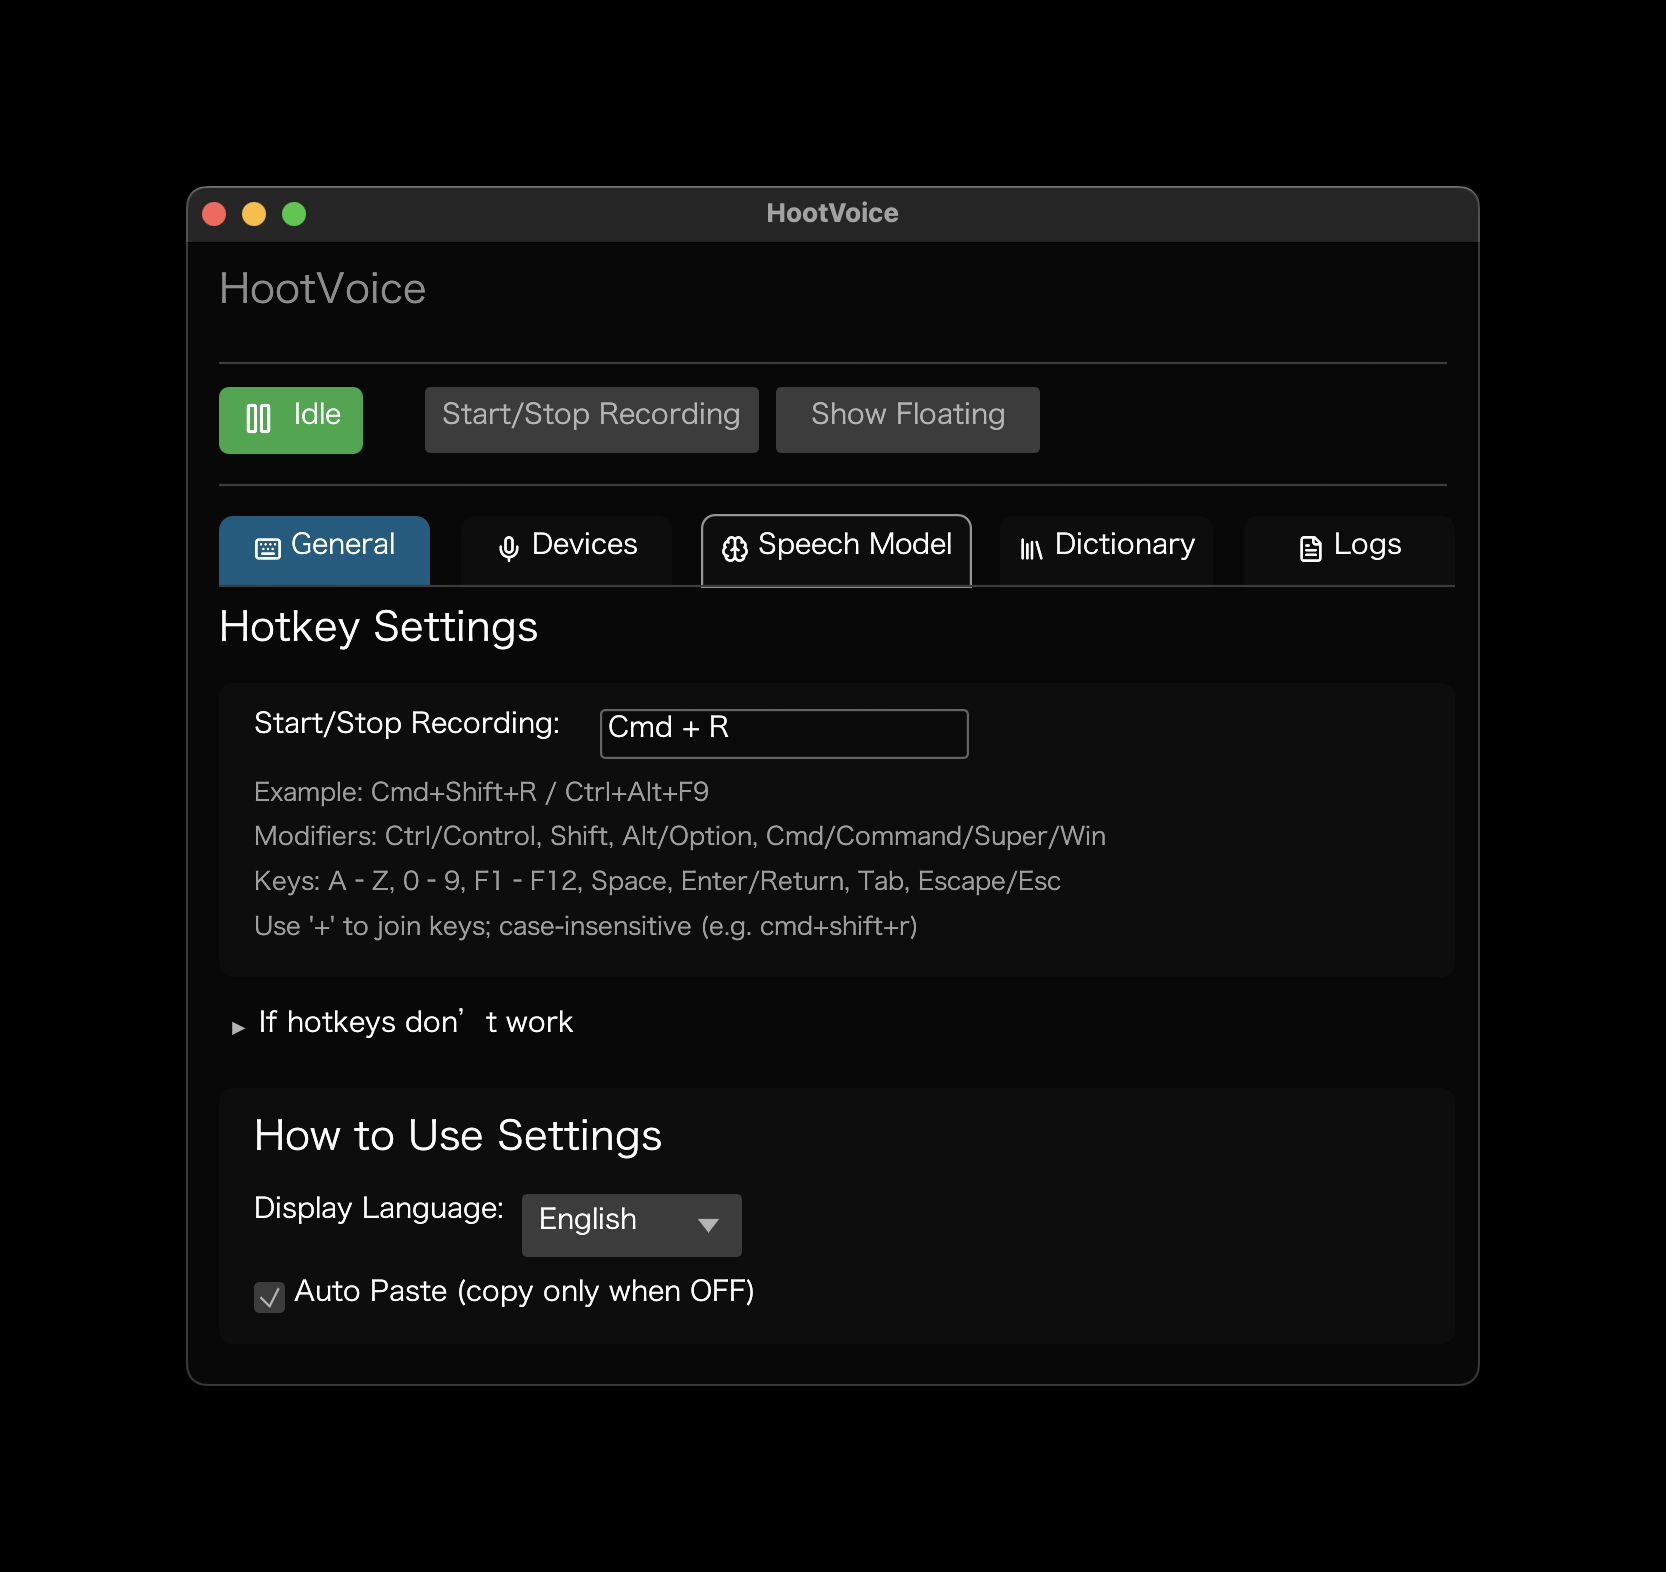 HootVoice
HootVoice
Idle
Start/Stop Recording
Show Floating
General
Devices
Speech Model
Dictionary
Logs
Hotkey Settings
Start/Stop Recording: Cmd + R
Example: Cmd+Shift+R / Ctrl+Alt+F9
Modifiers: Ctrl/Control, Shift, Alt/Option, Cmd/Command/Super/Win
Keys: A - Z, 0 - 9, F1 - F12, Space, Enter/Return, Tab, Escape/Esc
Use '+' to join keys; case-insensitive (e.g. cmd+shift+r)
If hotkeys don’t work
How to Use Settings
Display Language: English
Auto Paste (copy only when OFF)